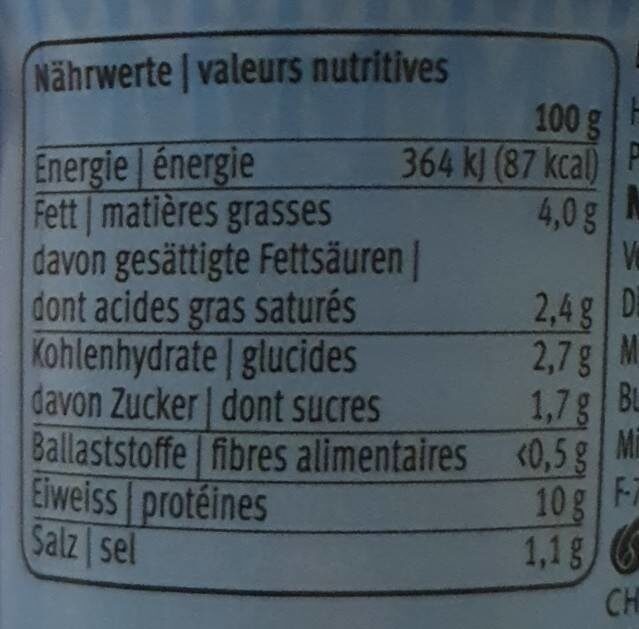 Nährwerte | valeurs nutritives
100 g
Energie | énergie 364 kJ (87 kcal)
Fett | matières grasses 4,0 g
davon gesättigte Fettsäuren |
dont acides gras saturés 2,4 g
Kohlenhydrate | glucides 2,7 g
davon Zucker | dont sucres 1,7 g
Ballaststoffe | fibres alimentaires <0,5 g
Eiweiss | protéines 10 g
Salz | sel 1,1 g
CH